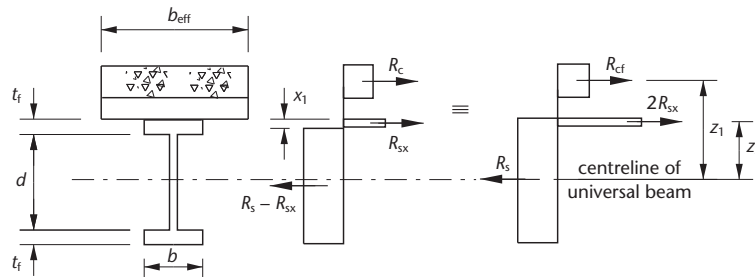 b_eff
R_c
R_cf
t_f
x_1
≡
2R_sx
R_sx
z_1
z
d
R_s
centreline of
universal beam
R_s – R_sx
t_f
b